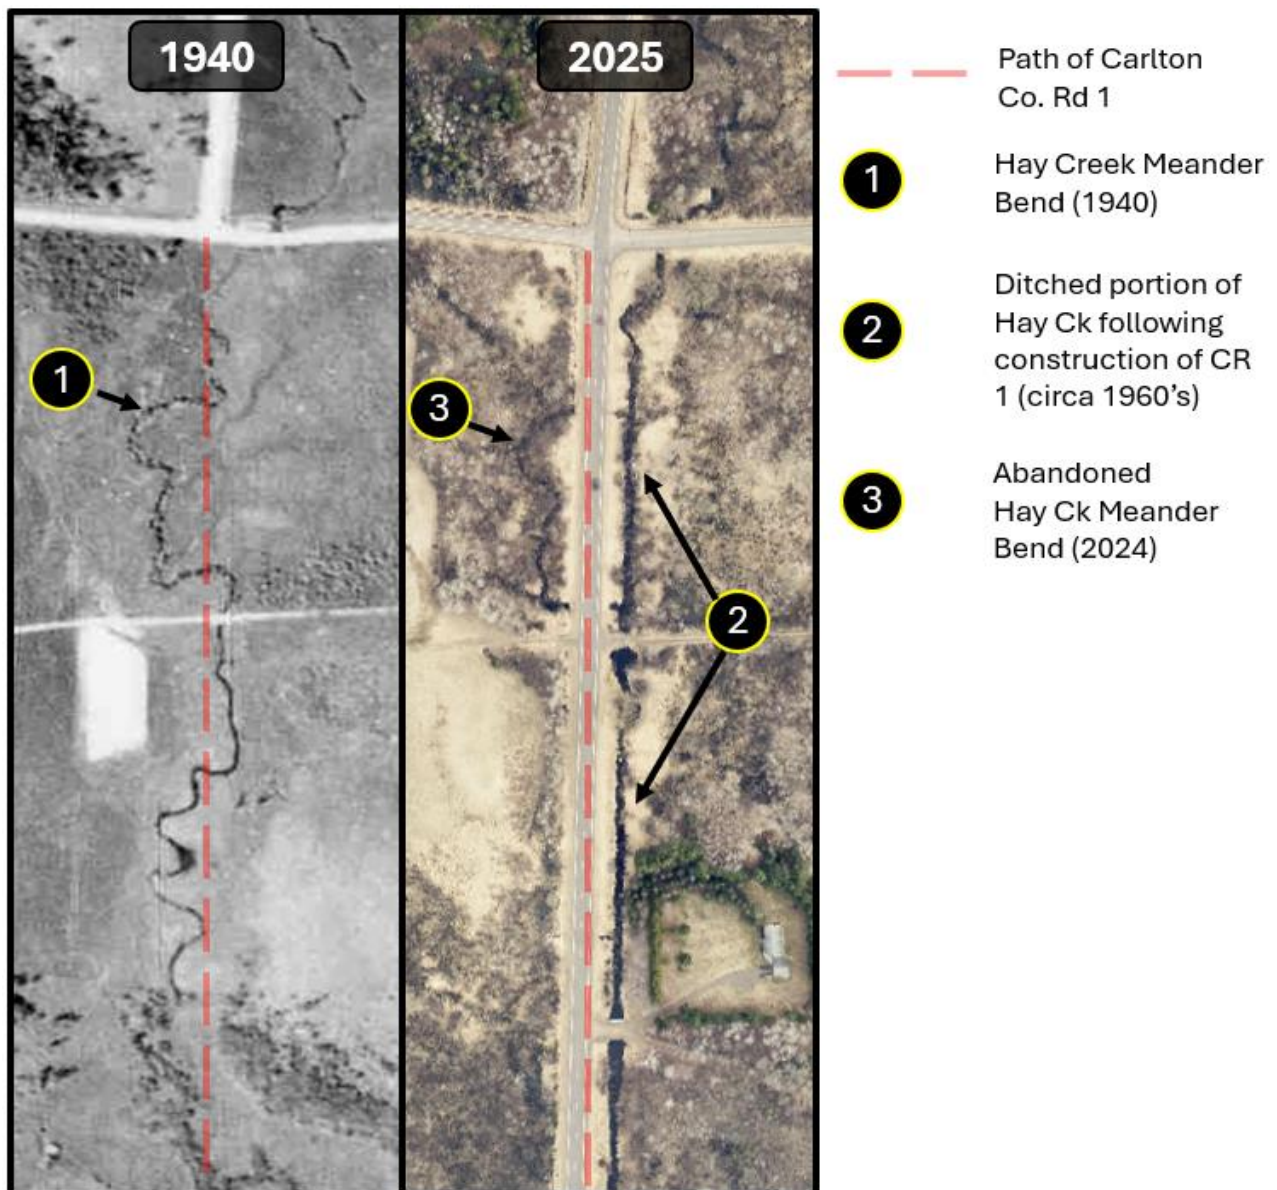 1940
2025
1
3
2
Path of Carlton
Co. Rd 1
1
Hay Creek Meander
Bend (1940)
2
Ditched portion of
Hay Ck following
construction of CR
1 (circa 1960’s)
3
Abandoned
Hay Ck Meander
Bend (2024)